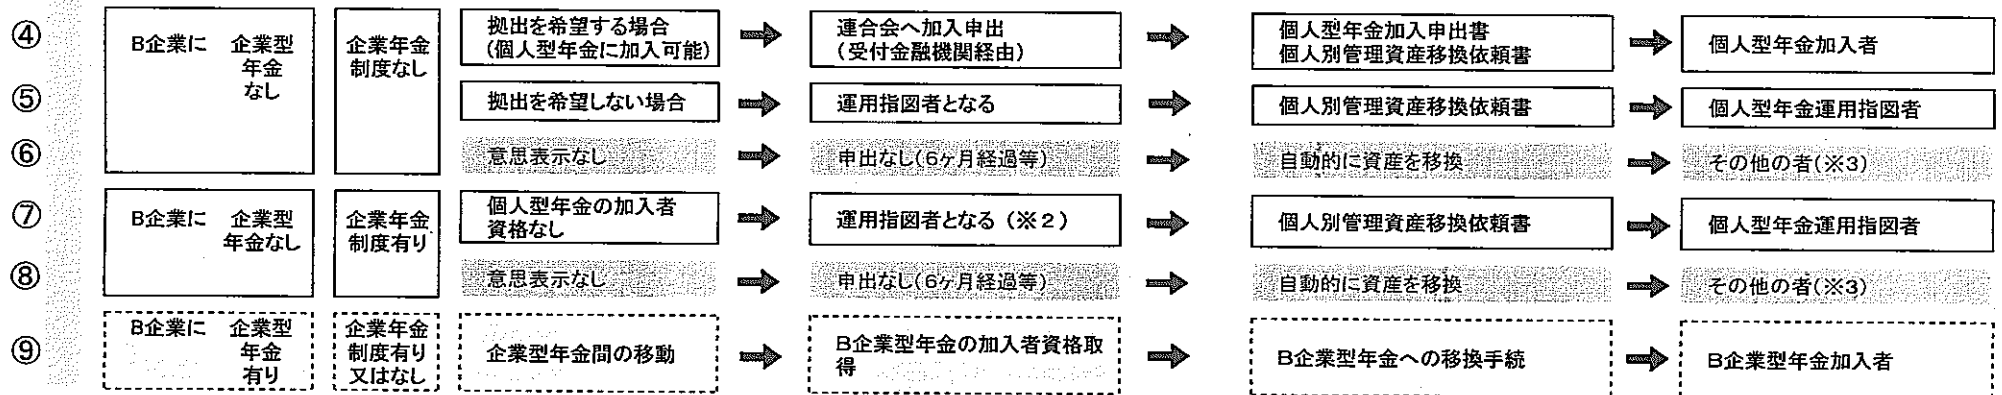 ④
B企業に 企業型
年金
なし
企業年金
制度なし
拠出を希望する場合
(個人型年金に加入可能)
連合会へ加入申出
(受付金融機関経由)
個人型年金加入申出書
個人別管理資産移換依頼書
個人型年金加入者
⑤
拠出を希望しない場合
運用指図者となる
個人別管理資産移換依頼書
個人型年金運用指図者
⑥
意思表示なし
申出なし(6ヶ月経過等)
自動的に資産を移換
その他の者(※3)
⑦
B企業に 企業型
年金なし
企業年金
制度有り
個人型年金の加入者
資格なし
運用指図者となる (※2)
個人別管理資産移換依頼書
個人型年金運用指図者
⑧
意思表示なし
申出なし(6ヶ月経過等)
自動的に資産を移換
その他の者(※3)
⑨
B企業に 企業型
年金
有り
企業年金
制度有り
又はなし
企業型年金間の移動
B企業型年金の加入者資格取
得
B企業型年金への移換手続
B企業型年金加入者